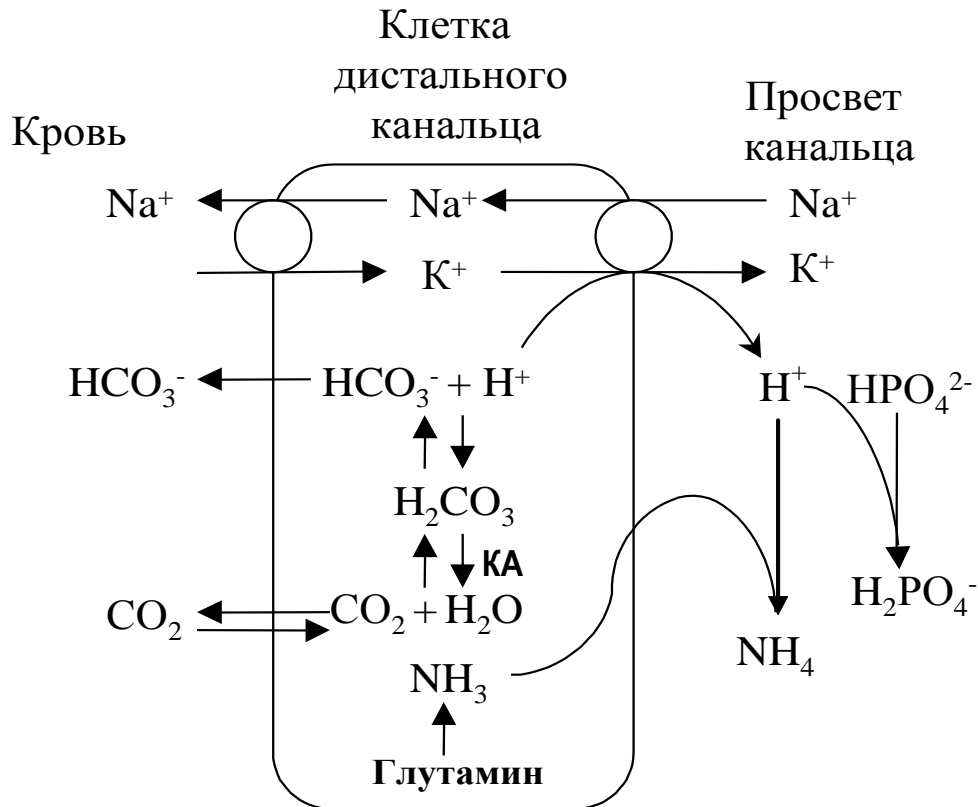 Клетка
дистального
канальца
Просвет
канальца
Кровь
Na⁺ Na⁺ Na⁺
К⁺ К⁺
HCO₃⁻ HCO₃⁻ + H⁺ H⁺ HPO₄²⁻
H₂CO₃
КА
CO₂ CO₂ + H₂O H₂PO₄⁻
NH₃ NH₄
Глутамин